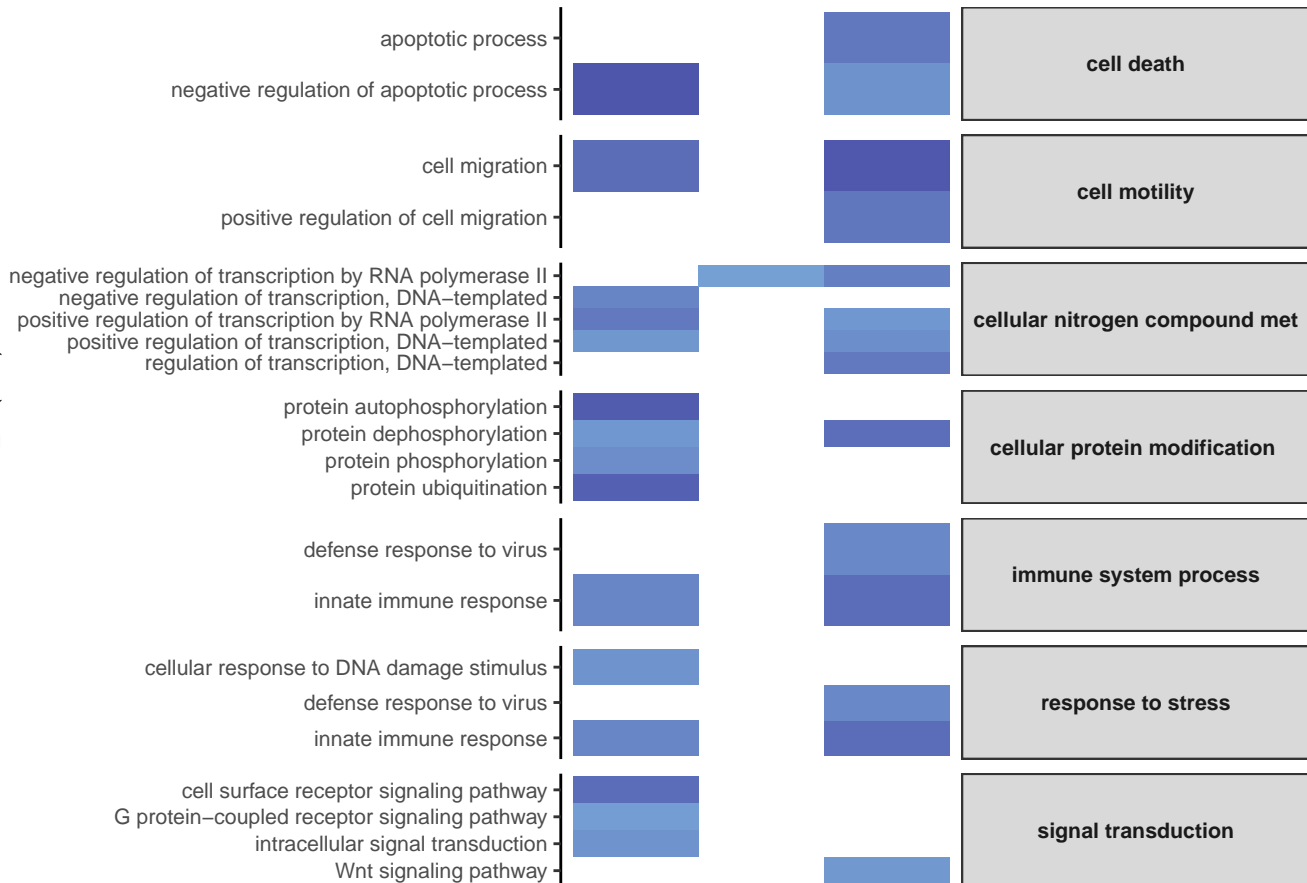 apoptotic process
negative regulation of apoptotic process
cell death
cell migration
positive regulation of cell migration
cell motility
negative regulation of transcription by RNA polymerase II
negative regulation of transcription, DNA−templated
positive regulation of transcription by RNA polymerase II
positive regulation of transcription, DNA−templated
regulation of transcription, DNA−templated
cellular nitrogen compound met
protein autophosphorylation
protein dephosphorylation
protein phosphorylation
protein ubiquitination
cellular protein modification
defense response to virus
innate immune response
immune system process
cellular response to DNA damage stimulus
defense response to virus
innate immune response
response to stress
cell surface receptor signaling pathway
G protein−coupled receptor signaling pathway
intracellular signal transduction
Wnt signaling pathway
signal transduction